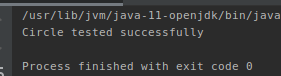 /usr/lib/jvm/java-11-openjdk/bin/java
Circle tested successfully
Process finished with exit code 0